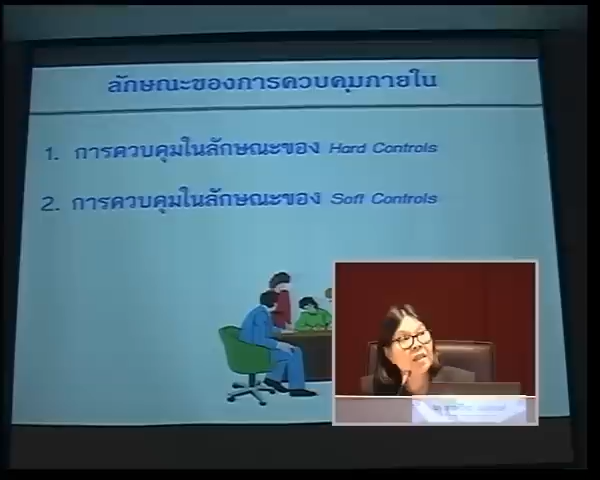 ลักษณะของการควบคุมภายใน
1. การควบคุมในลักษณะของ Hard Controls
2. การควบคุมในลักษณะของ Soft Controls